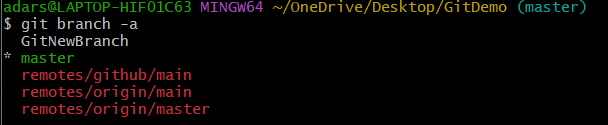 adars@LAPTOP-HIFO1C63 MINGW64 ~/OneDrive/Desktop/GitDemo (master)
$ git branch -a
  GitNewBranch
* master
  remotes/github/main
  remotes/origin/main
  remotes/origin/master